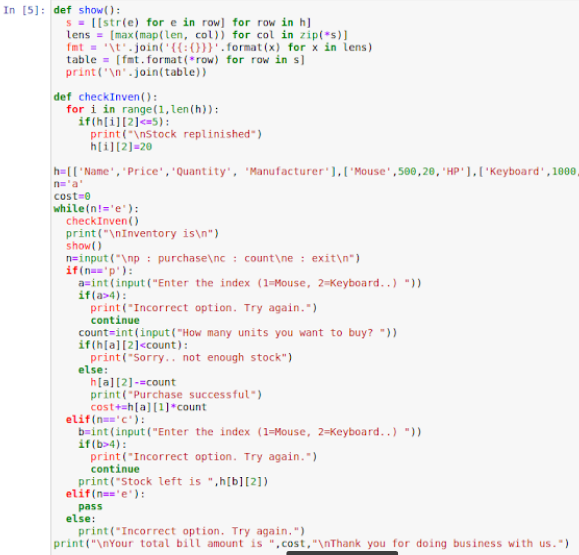 In [5]: def show():
  s = [[str(e) for e in row] for row in h]
  lens = [max(map(len, col)) for col in zip(*s)]
  fmt = '\t'.join('{{:{}}}'.format(x) for x in lens)
  table = [fmt.format(*row) for row in s]
  print('\n'.join(table))

def checkInven():
  for i in range(1,len(h)):
    if(h[i][2]<=5):
      print("\nStock replinished")
      h[i][2]=20

h=[['Name','Price','Quantity', 'Manufacturer'],['Mouse',500,20,'HP'],['Keyboard',1000,
n='a'
cost=0
while(n!='e'):
  checkInven()
  print("\nInventory is\n")
  show()
  n=input("\np : purchase\nc : count\ne : exit\n")
  if(n=='p'):
    a=int(input("Enter the index (1=Mouse, 2=Keyboard..) "))
    if(a>4):
      print("Incorrect option. Try again.")
      continue
    count=int(input("How many units you want to buy? "))
    if(h[a][2]<count):
      print("Sorry.. not enough stock")
    else:
      h[a][2]-=count
      print("Purchase successful")
      cost+=h[a][1]*count
  elif(n=='c'):
    b=int(input("Enter the index (1=Mouse, 2=Keyboard..) "))
    if(b>4):
      print("Incorrect option. Try again.")
      continue
    print("Stock left is ",h[b][2])
  elif(n=='e'):
    pass
  else:
    print("Incorrect option. Try again.")
print("\nYour total bill amount is ",cost,"\nThank you for doing business with us.")